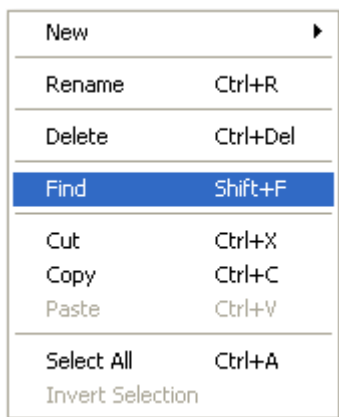 New
Rename Ctrl+R
Delete Ctrl+Del
Find Shift+F
Cut Ctrl+X
Copy Ctrl+C
Paste Ctrl+V
Select All Ctrl+A
Invert Selection